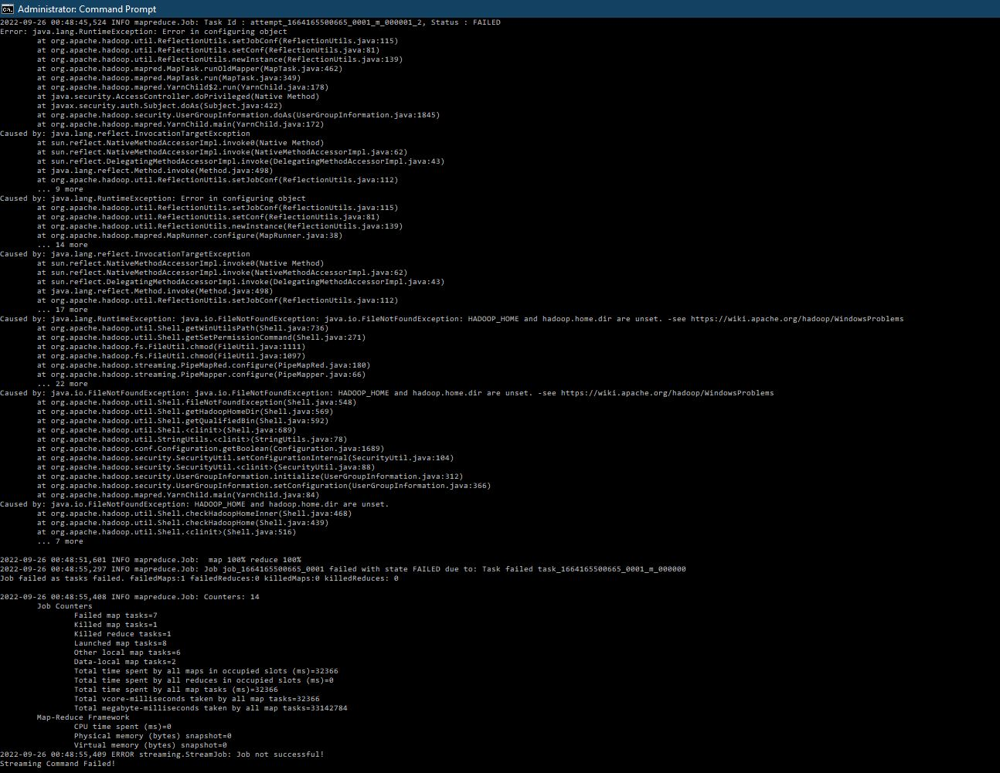 Administrator: Command Prompt
2022-09-26 00:48:45,524 INFO mapreduce.Job: Task Id : attempt_1664165500665_0001_m_000001_2, Status : FAILED
Error: java.lang.RuntimeException: Error in configuring object
        at org.apache.hadoop.util.ReflectionUtils.setJobConf(ReflectionUtils.java:115)
        at org.apache.hadoop.util.ReflectionUtils.setConf(ReflectionUtils.java:81)
        at org.apache.hadoop.util.ReflectionUtils.newInstance(ReflectionUtils.java:139)
        at org.apache.hadoop.mapred.MapTask.runOldMapper(MapTask.java:462)
        at org.apache.hadoop.mapred.MapTask.run(MapTask.java:349)
        at org.apache.hadoop.mapred.YarnChild$2.run(YarnChild.java:178)
        at java.security.AccessController.doPrivileged(Native Method)
        at javax.security.auth.Subject.doAs(Subject.java:422)
        at org.apache.hadoop.security.UserGroupInformation.doAs(UserGroupInformation.java:1845)
        at org.apache.hadoop.mapred.YarnChild.main(YarnChild.java:172)
Caused by: java.lang.reflect.InvocationTargetException
        at sun.reflect.NativeMethodAccessorImpl.invoke0(Native Method)
        at sun.reflect.NativeMethodAccessorImpl.invoke(NativeMethodAccessorImpl.java:62)
        at sun.reflect.DelegatingMethodAccessorImpl.invoke(DelegatingMethodAccessorImpl.java:43)
        at java.lang.reflect.Method.invoke(Method.java:498)
        at org.apache.hadoop.util.ReflectionUtils.setJobConf(ReflectionUtils.java:112)
        ... 9 more
Caused by: java.lang.RuntimeException: Error in configuring object
        at org.apache.hadoop.util.ReflectionUtils.setJobConf(ReflectionUtils.java:115)
        at org.apache.hadoop.util.ReflectionUtils.setConf(ReflectionUtils.java:81)
        at org.apache.hadoop.util.ReflectionUtils.newInstance(ReflectionUtils.java:139)
        at org.apache.hadoop.mapred.MapRunner.configure(MapRunner.java:38)
        ... 14 more
Caused by: java.lang.reflect.InvocationTargetException
        at sun.reflect.NativeMethodAccessorImpl.invoke0(Native Method)
        at sun.reflect.NativeMethodAccessorImpl.invoke(NativeMethodAccessorImpl.java:62)
        at sun.reflect.DelegatingMethodAccessorImpl.invoke(DelegatingMethodAccessorImpl.java:43)
        at java.lang.reflect.Method.invoke(Method.java:498)
        at org.apache.hadoop.util.ReflectionUtils.setJobConf(ReflectionUtils.java:112)
        ... 17 more
Caused by: java.lang.RuntimeException: java.io.FileNotFoundException: java.io.FileNotFoundException: HADOOP_HOME and hadoop.home.dir are unset. -see https://wiki.apache.org/hadoop/WindowsProblems
        at org.apache.hadoop.util.Shell.getWinUtilsPath(Shell.java:736)
        at org.apache.hadoop.util.Shell.getSetPermissionCommand(Shell.java:271)
        at org.apache.hadoop.fs.FileUtil.chmod(FileUtil.java:1111)
        at org.apache.hadoop.fs.FileUtil.chmod(FileUtil.java:1097)
        at org.apache.hadoop.streaming.PipeMapRed.configure(PipeMapRed.java:180)
        at org.apache.hadoop.streaming.PipeMapper.configure(PipeMapper.java:66)
        ... 22 more
Caused by: java.io.FileNotFoundException: java.io.FileNotFoundException: HADOOP_HOME and hadoop.home.dir are unset. -see https://wiki.apache.org/hadoop/WindowsProblems
        at org.apache.hadoop.util.Shell.fileNotFoundException(Shell.java:548)
        at org.apache.hadoop.util.Shell.getHadoopHomeDir(Shell.java:569)
        at org.apache.hadoop.util.Shell.getQualifiedBin(Shell.java:592)
        at org.apache.hadoop.util.Shell.<clinit>(Shell.java:689)
        at org.apache.hadoop.util.StringUtils.<clinit>(StringUtils.java:78)
        at org.apache.hadoop.conf.Configuration.getBoolean(Configuration.java:1689)
        at org.apache.hadoop.security.SecurityUtil.setConfigurationInternal(SecurityUtil.java:104)
        at org.apache.hadoop.security.SecurityUtil.<clinit>(SecurityUtil.java:88)
        at org.apache.hadoop.security.UserGroupInformation.initialize(UserGroupInformation.java:312)
        at org.apache.hadoop.security.UserGroupInformation.setConfiguration(UserGroupInformation.java:366)
        at org.apache.hadoop.mapred.YarnChild.main(YarnChild.java:84)
Caused by: java.io.FileNotFoundException: HADOOP_HOME and hadoop.home.dir are unset.
        at org.apache.hadoop.util.Shell.checkHadoopHomeInner(Shell.java:468)
        at org.apache.hadoop.util.Shell.checkHadoopHome(Shell.java:439)
        at org.apache.hadoop.util.Shell.<clinit>(Shell.java:516)
        ... 7 more
2022-09-26 00:48:51,601 INFO mapreduce.Job:  map 100% reduce 100%
2022-09-26 00:48:55,297 INFO mapreduce.Job: Job job_1664165500665_0001 failed with state FAILED due to: Task failed task_1664165500665_0001_m_000000
Job failed as tasks failed. failedMaps:1 failedReduces:0 killedMaps:0 killedReduces: 0
2022-09-26 00:48:55,408 INFO mapreduce.Job: Counters: 14
        Job Counters
                Failed map tasks=7
                Killed map tasks=1
                Killed reduce tasks=1
                Launched map tasks=8
                Other local map tasks=6
                Data-local map tasks=2
                Total time spent by all maps in occupied slots (ms)=32366
                Total time spent by all reduces in occupied slots (ms)=0
                Total time spent by all map tasks (ms)=32366
                Total vcore-milliseconds taken by all map tasks=32366
                Total megabyte-milliseconds taken by all map tasks=33142784
        Map-Reduce Framework
                CPU time spent (ms)=0
                Physical memory (bytes) snapshot=0
                Virtual memory (bytes) snapshot=0
2022-09-26 00:48:55,409 ERROR streaming.StreamJob: Job not successful!
Streaming Command Failed!